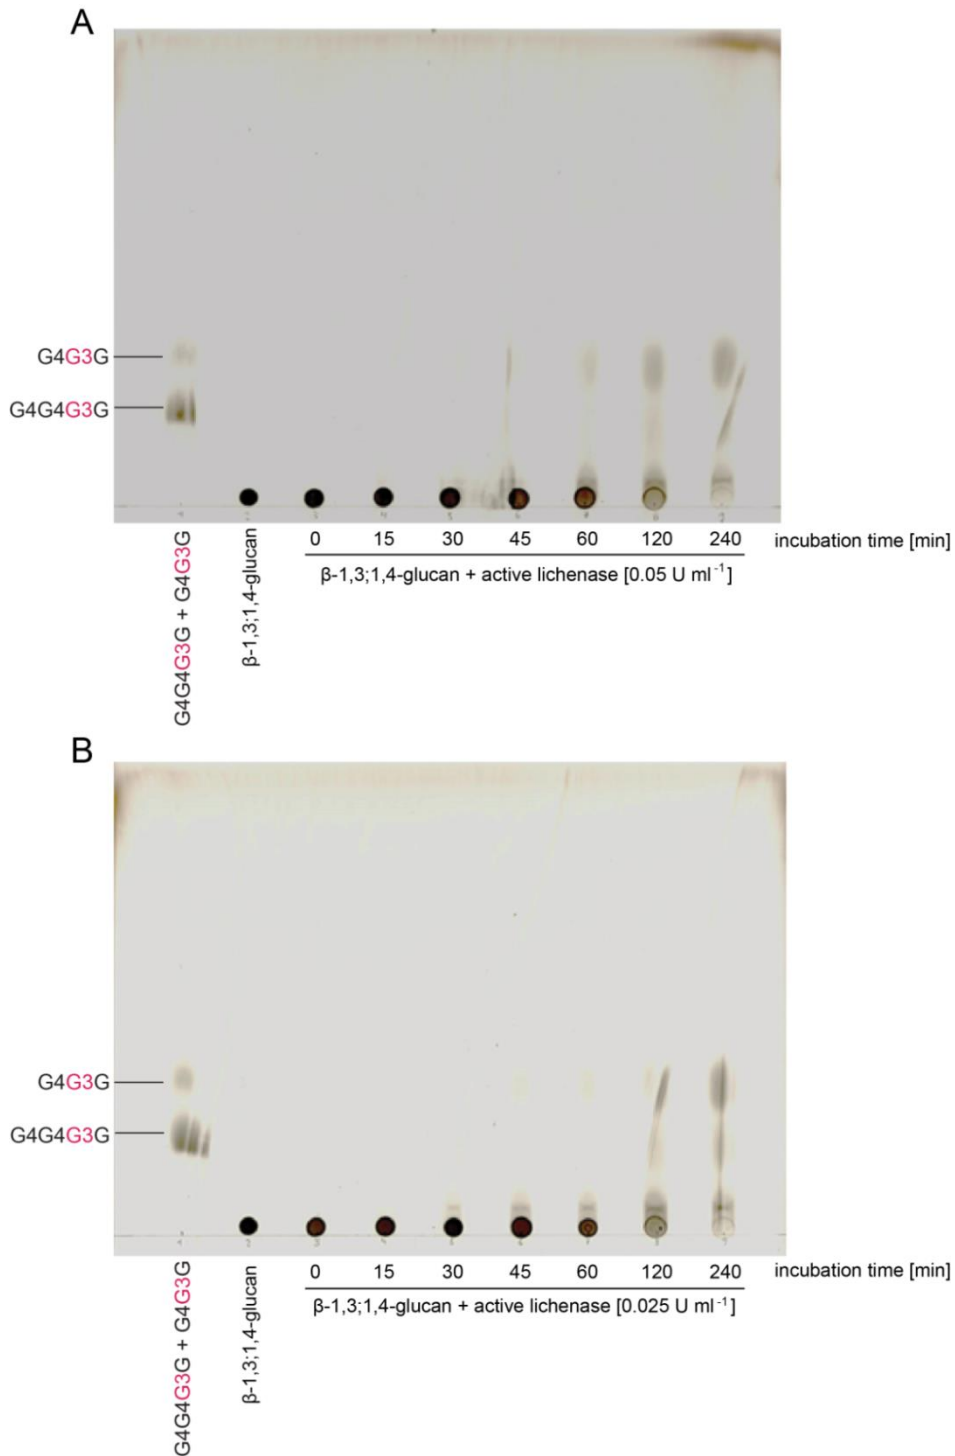 A
G4G3G
G4G4G3G
0 15 30 45 60 120 240 incubation time [min]
β-1,3;1,4-glucan + active lichenase [0.05 U ml⁻¹]
G4G4G3G + G4G3G
β-1,3;1,4-glucan
B
G4G3G
G4G4G3G
0 15 30 45 60 120 240 incubation time [min]
β-1,3;1,4-glucan + active lichenase [0.025 U ml⁻¹]
G4G4G3G + G4G3G
β-1,3;1,4-glucan